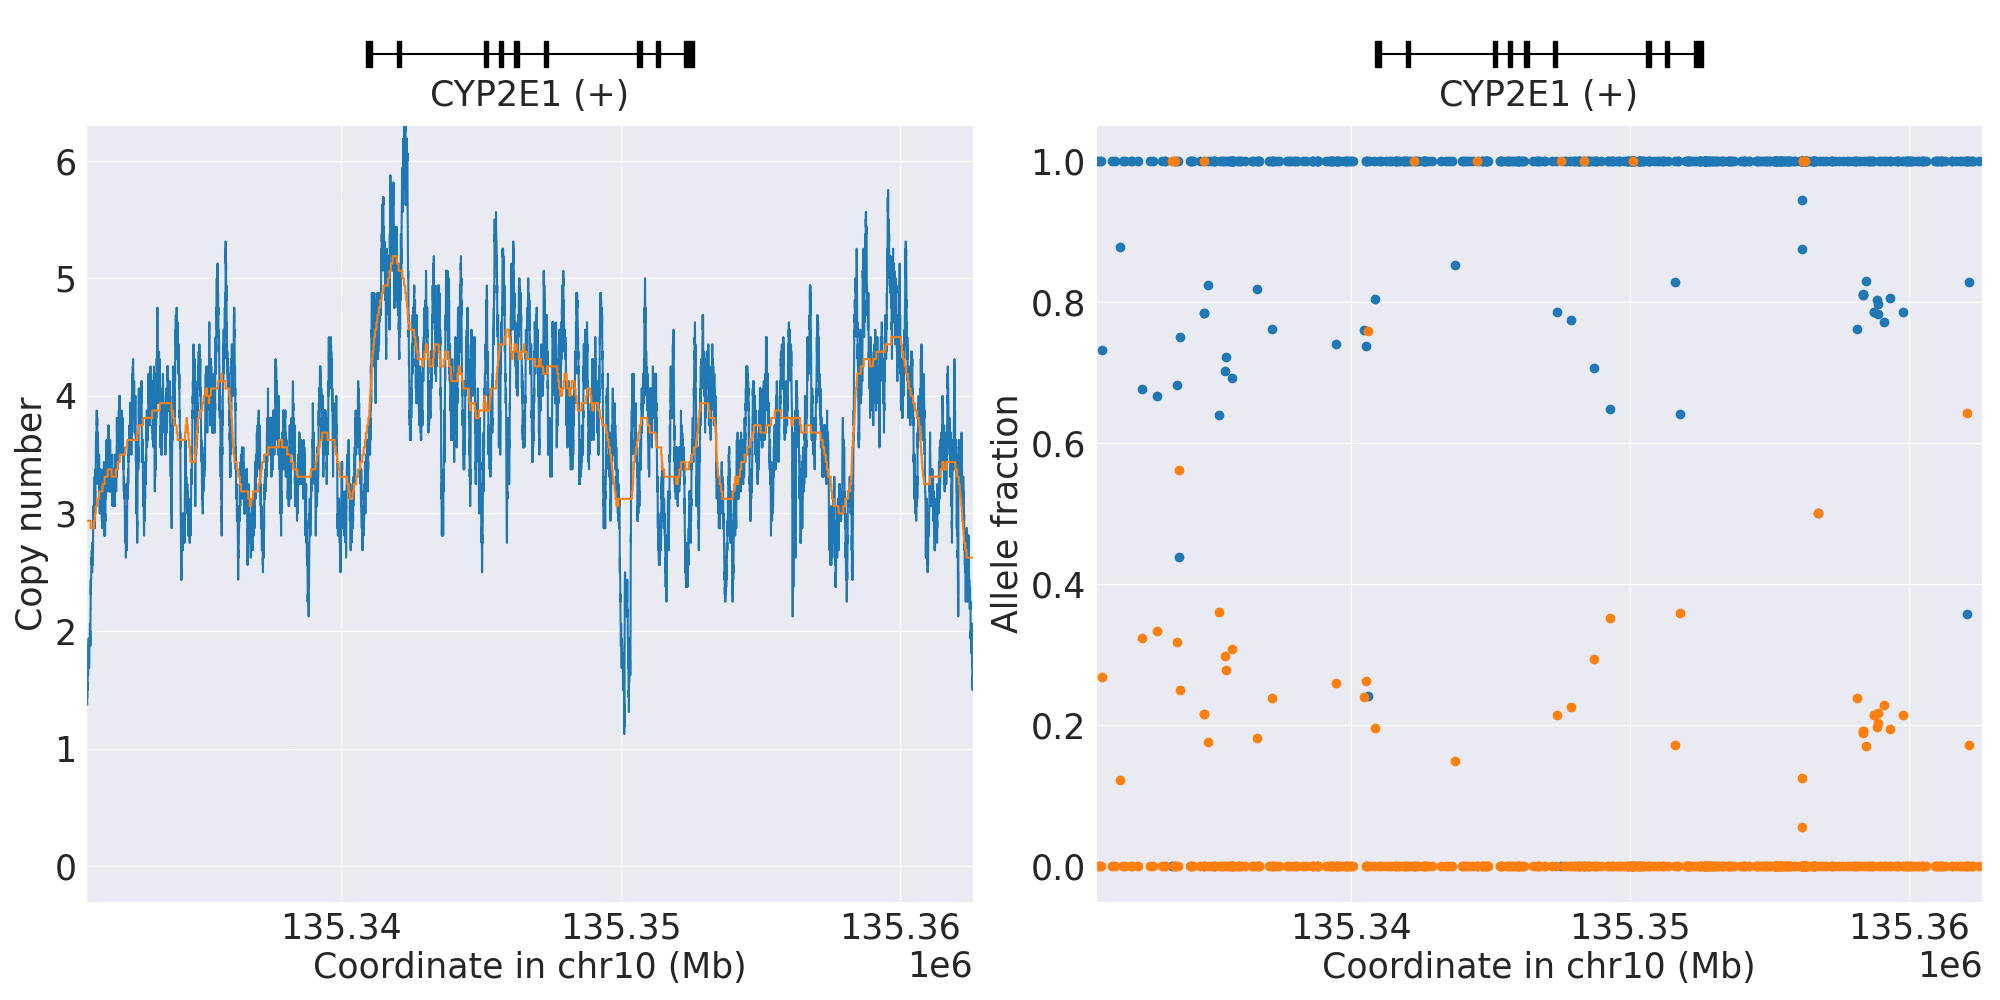 CYP2E1 (+)
6
5
4
3
2
1
0
Copy number
135.34
135.35
135.36
Coordinate in chr10 (Mb)
1e6
CYP2E1 (+)
1.0
0.8
0.6
0.4
0.2
0.0
Allele fraction
135.34
135.35
135.36
Coordinate in chr10 (Mb)
1e6